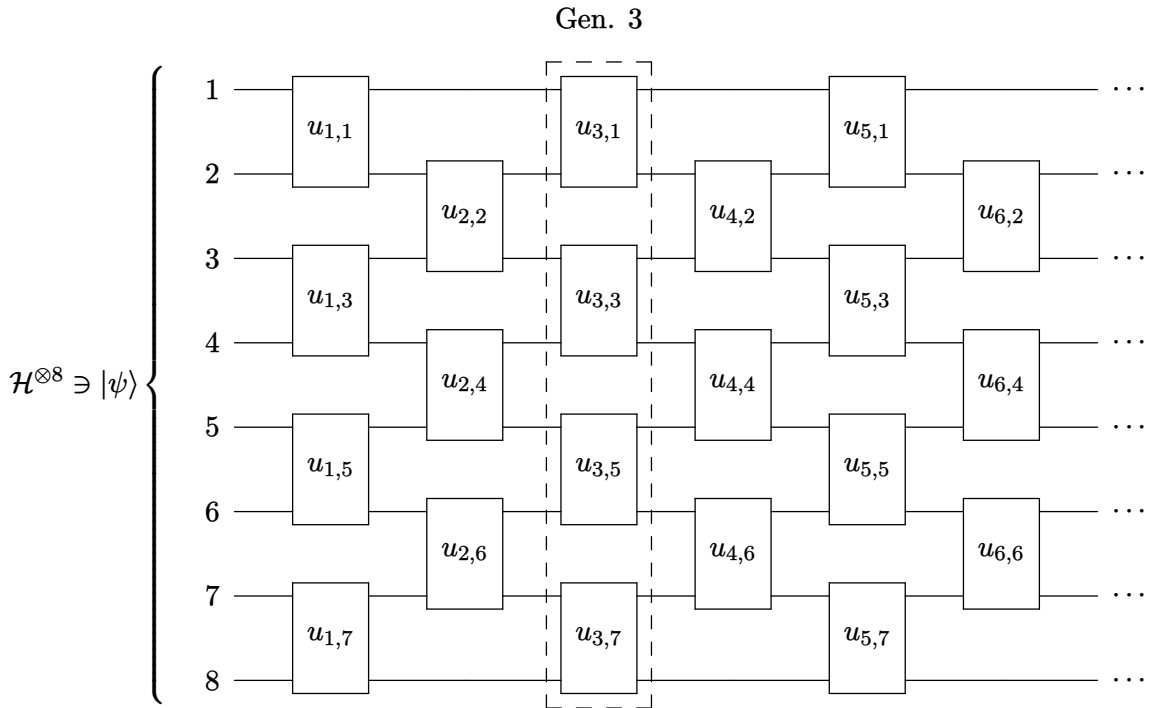 Gen. 3
1 ⋯
u_{1,1} u_{3,1} u_{5,1}
2 ⋯
u_{2,2} u_{4,2} u_{6,2}
3 ⋯
u_{1,3} u_{3,3} u_{5,3}
4 ⋯
ℋ^{⊗8} ∋ |ψ⟩
u_{2,4} u_{4,4} u_{6,4}
5 ⋯
u_{1,5} u_{3,5} u_{5,5}
6 ⋯
u_{2,6} u_{4,6} u_{6,6}
7 ⋯
u_{1,7} u_{3,7} u_{5,7}
8 ⋯